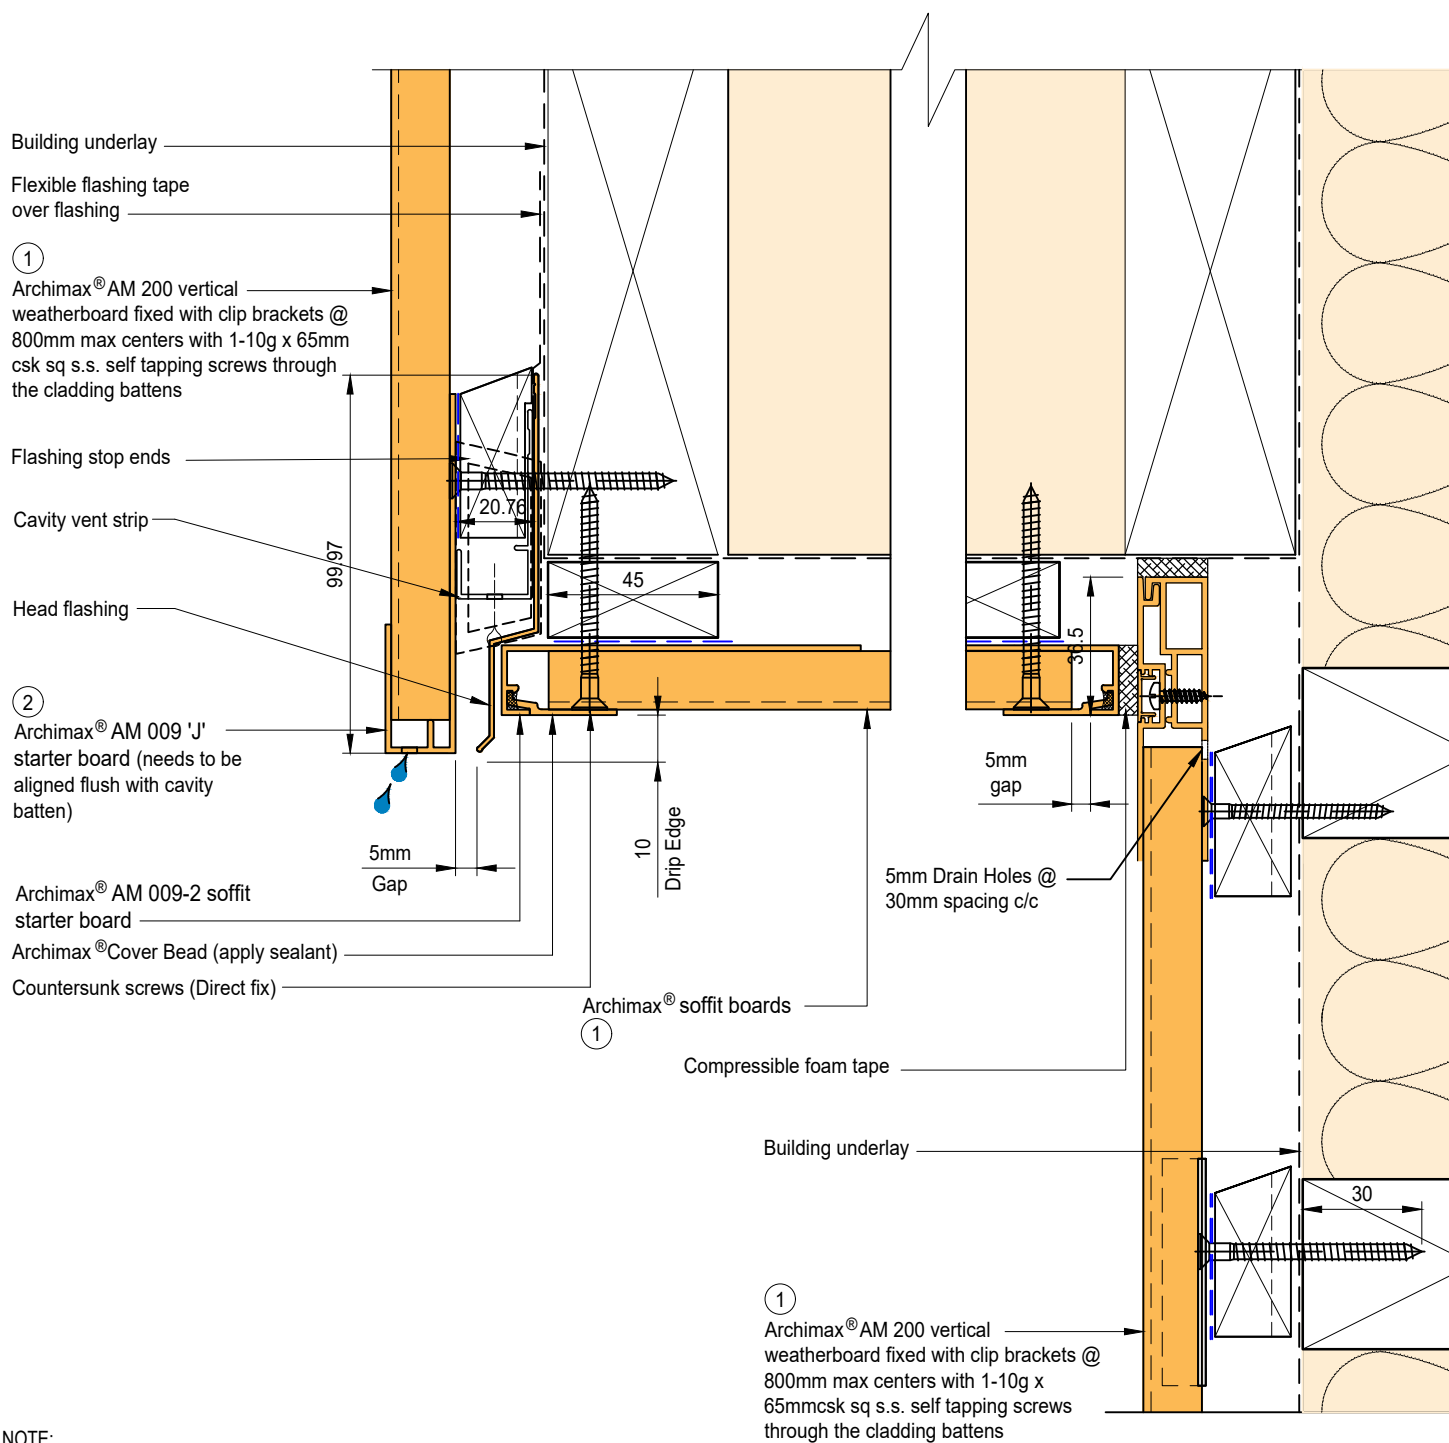 Building underlay
Flexible flashing tape
over flashing
1
Archimax® AM 200 vertical
weatherboard fixed with clip brackets @
800mm max centers with 1-10g x 65mm
csk sq s.s. self tapping screws through
the cladding battens
Flashing stop ends
Cavity vent strip
Head flashing
2
Archimax® AM 009 'J'
starter board (needs to be
aligned flush with cavity
batten)
99.97
20.76
45
36.5
5mm
Gap
10
Drip Edge
5mm
gap
Archimax® AM 009-2 soffit
starter board
Archimax® Cover Bead (apply sealant)
Countersunk screws (Direct fix)
5mm Drain Holes @
30mm spacing c/c
Archimax® soffit boards
1
Compressible foam tape
Building underlay
30
1
Archimax® AM 200 vertical
weatherboard fixed with clip brackets @
800mm max centers with 1-10g x
65mmcsk sq s.s. self tapping screws
through the cladding battens
NOTE: